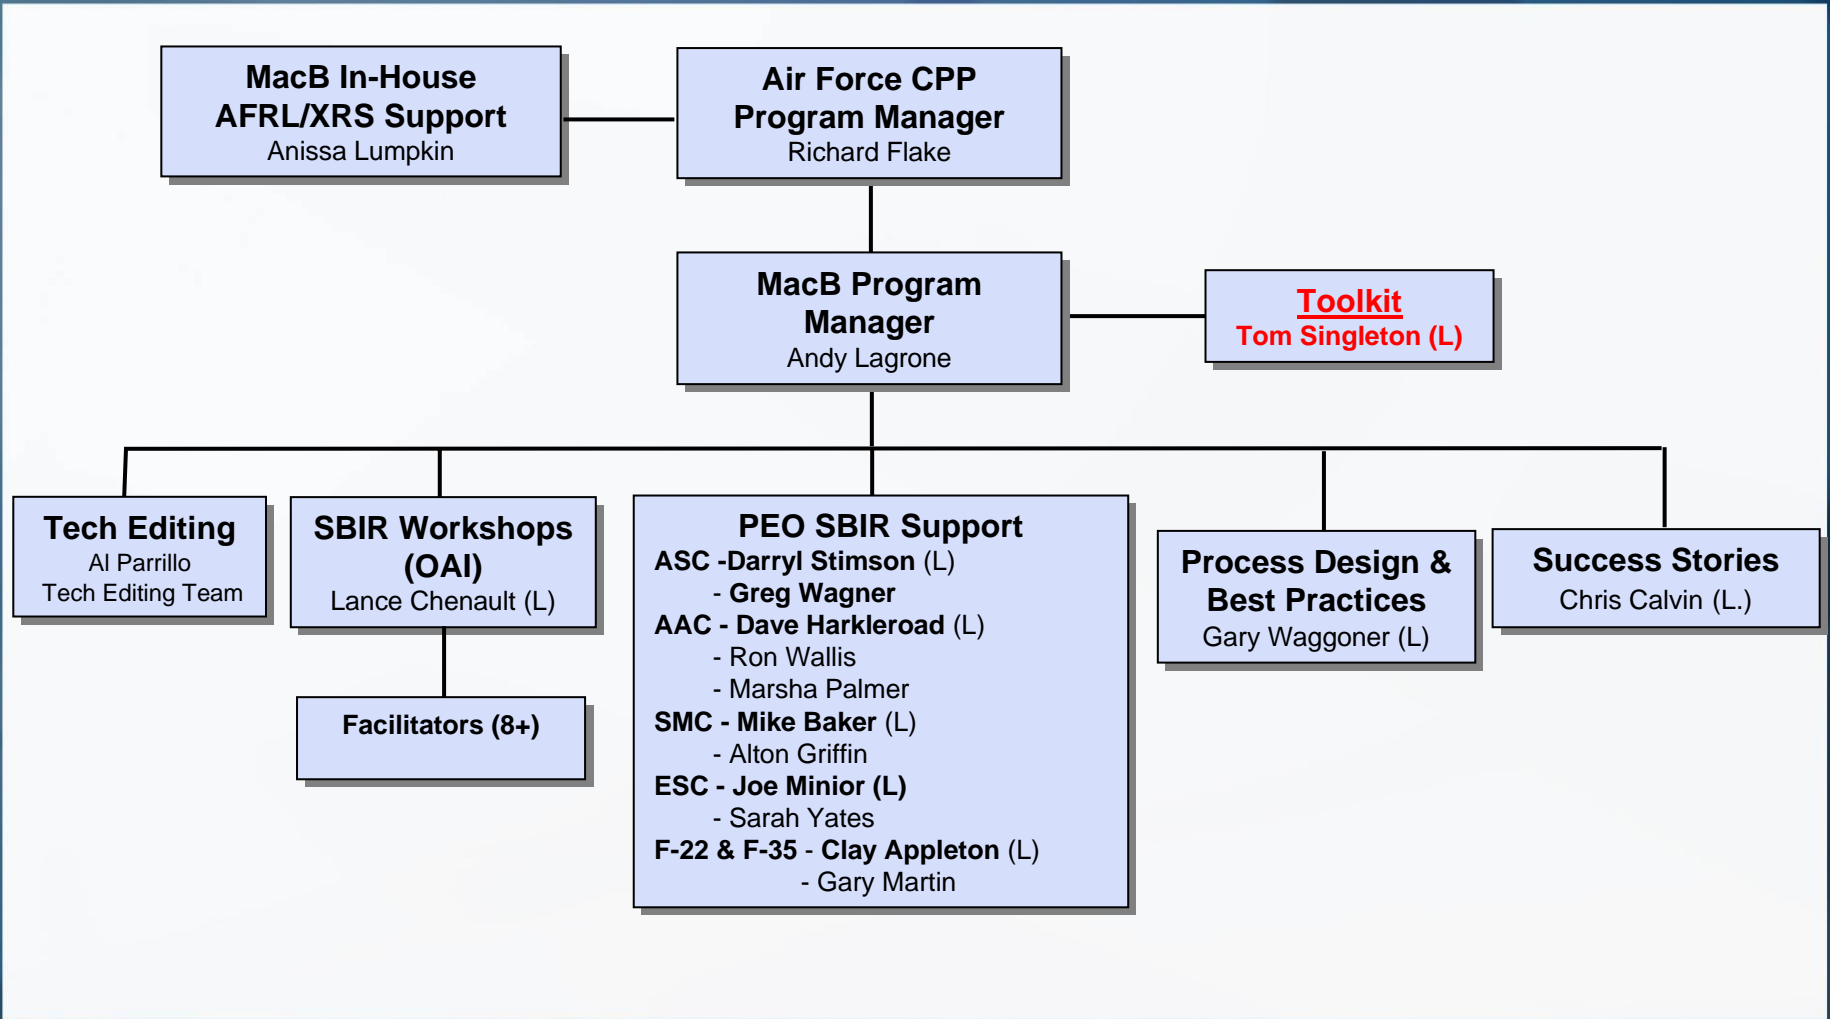 MacB In-House
AFRL/XRS Support
Anissa Lumpkin
Air Force CPP
Program Manager
Richard Flake
MacB Program
Manager
Andy Lagrone
Toolkit
Tom Singleton (L)
Tech Editing
Al Parrillo
Tech Editing Team
SBIR Workshops
(OAI)
Lance Chenault (L)
Facilitators (8+)
PEO SBIR Support
ASC -Darryl Stimson (L)
- Greg Wagner
AAC - Dave Harkleroad (L)
- Ron Wallis
- Marsha Palmer
SMC - Mike Baker (L)
- Alton Griffin
ESC - Joe Minior (L)
- Sarah Yates
F-22 & F-35 - Clay Appleton (L)
- Gary Martin
Process Design &
Best Practices
Gary Waggoner (L)
Success Stories
Chris Calvin (L.)